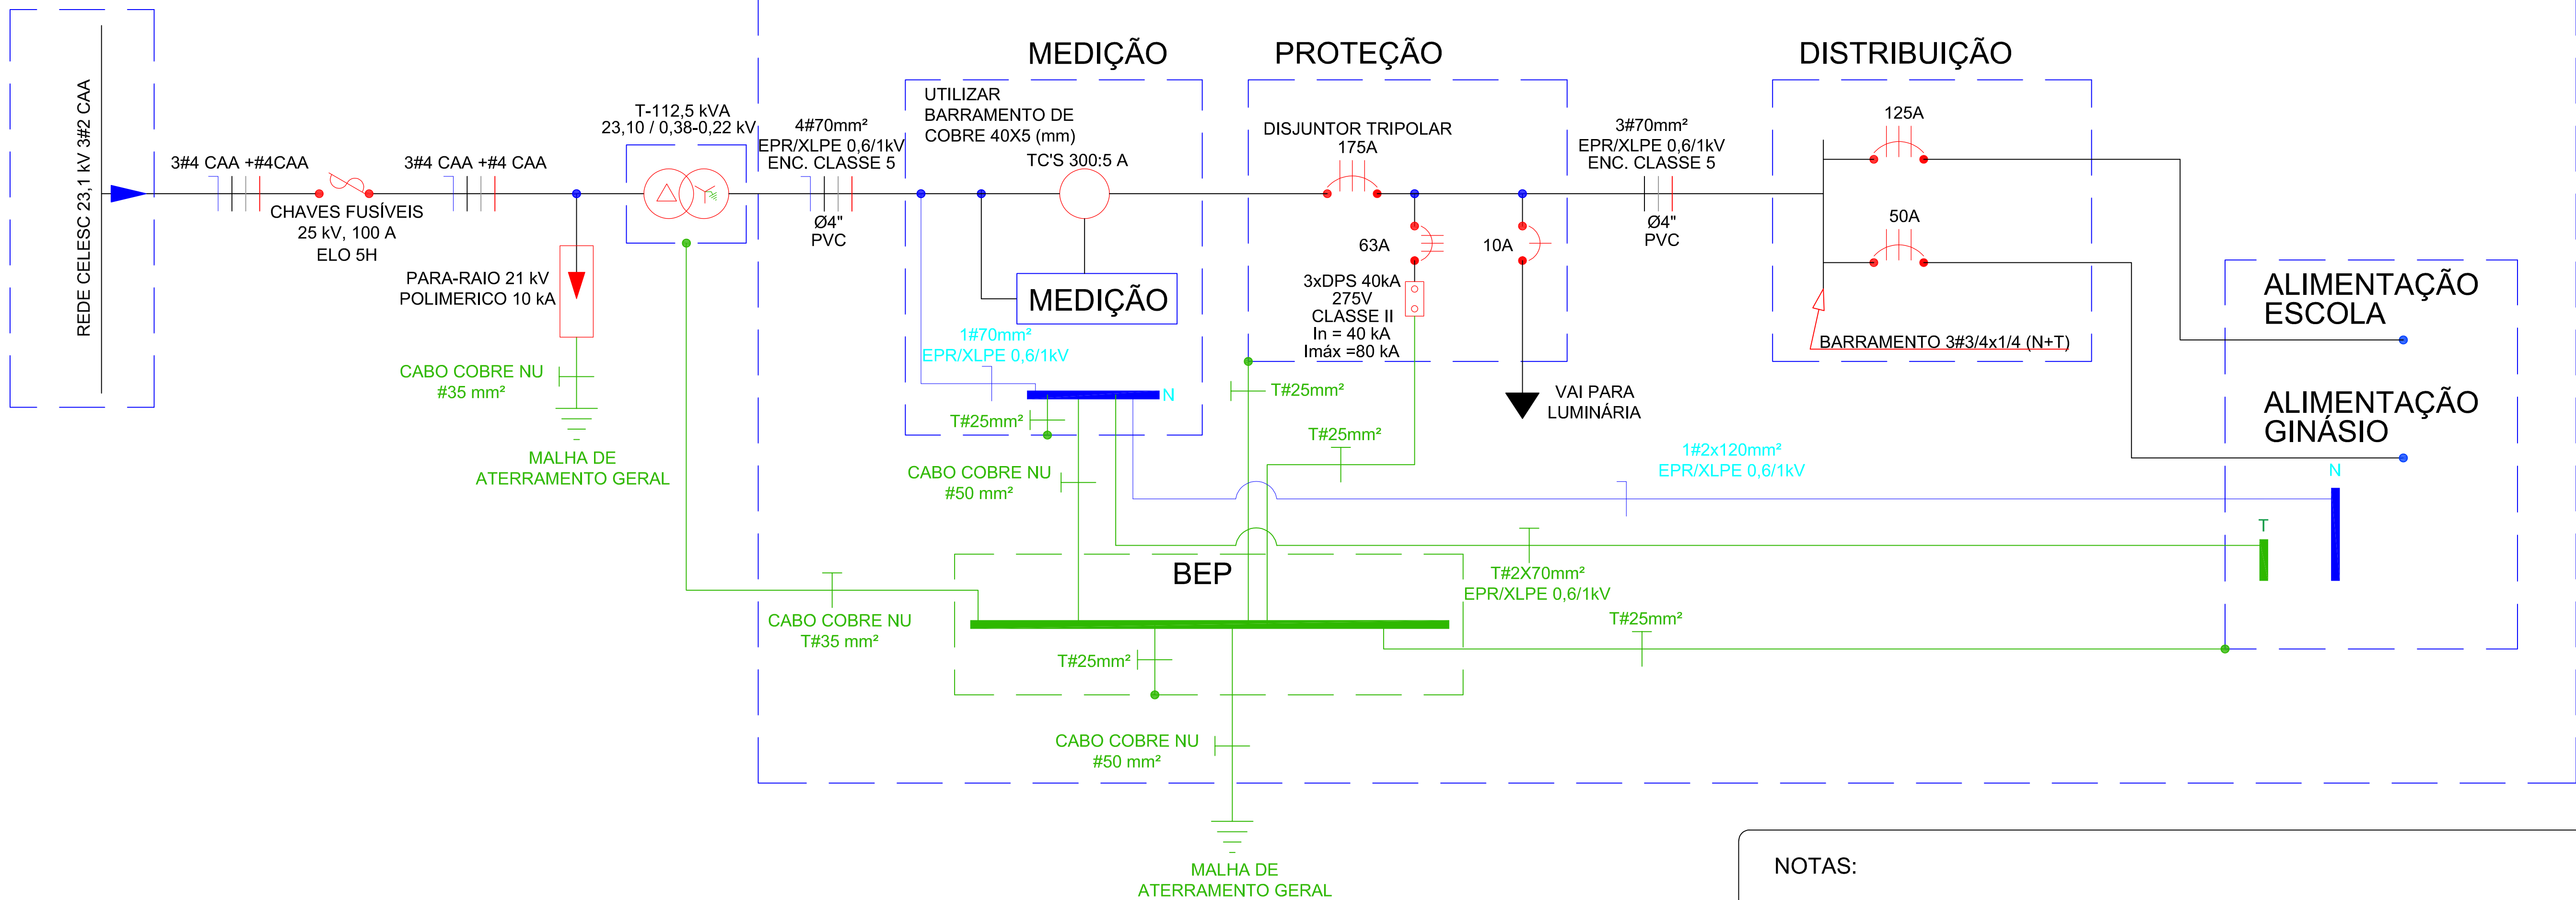 REDE CELESC 23,1 kV 3#2 CAA
3#4 CAA +#4CAA
CHAVES FUSÍVEIS
25 kV, 100 A
ELO 5H
3#4 CAA +#4 CAA
PARA-RAIO 21 kV
POLIMERICO 10 kA
CABO COBRE NU
#35 mm²
MALHA DE
ATERRAMENTO GERAL
T-112,5 kVA
23,10 / 0,38-0,22 kV
4#70mm²
EPR/XLPE 0,6/1kV
ENC. CLASSE 5
Ø4"
PVC
MEDIÇÃO
UTILIZAR
BARRAMENTO DE
COBRE 40X5 (mm)
TC'S 300:5 A
MEDIÇÃO
1#70mm²
EPR/XLPE 0,6/1kV
N
T#25mm²
CABO COBRE NU
#50 mm²
PROTEÇÃO
DISJUNTOR TRIPOLAR
175A
63A
10A
3xDPS 40kA
275V
CLASSE II
In = 40 kA
Imáx =80 kA
T#25mm²
T#25mm²
VAI PARA
LUMINÁRIA
3#70mm²
EPR/XLPE 0,6/1kV
ENC. CLASSE 5
Ø4"
PVC
DISTRIBUIÇÃO
125A
50A
BARRAMENTO 3#3/4x1/4 (N+T)
ALIMENTAÇÃO
ESCOLA
ALIMENTAÇÃO
GINÁSIO
N
T
1#2x120mm²
EPR/XLPE 0,6/1kV
T#2X70mm²
EPR/XLPE 0,6/1kV
T#25mm²
BEP
CABO COBRE NU
T#35 mm²
T#25mm²
CABO COBRE NU
#50 mm²
MALHA DE
ATERRAMENTO GERAL
NOTAS: